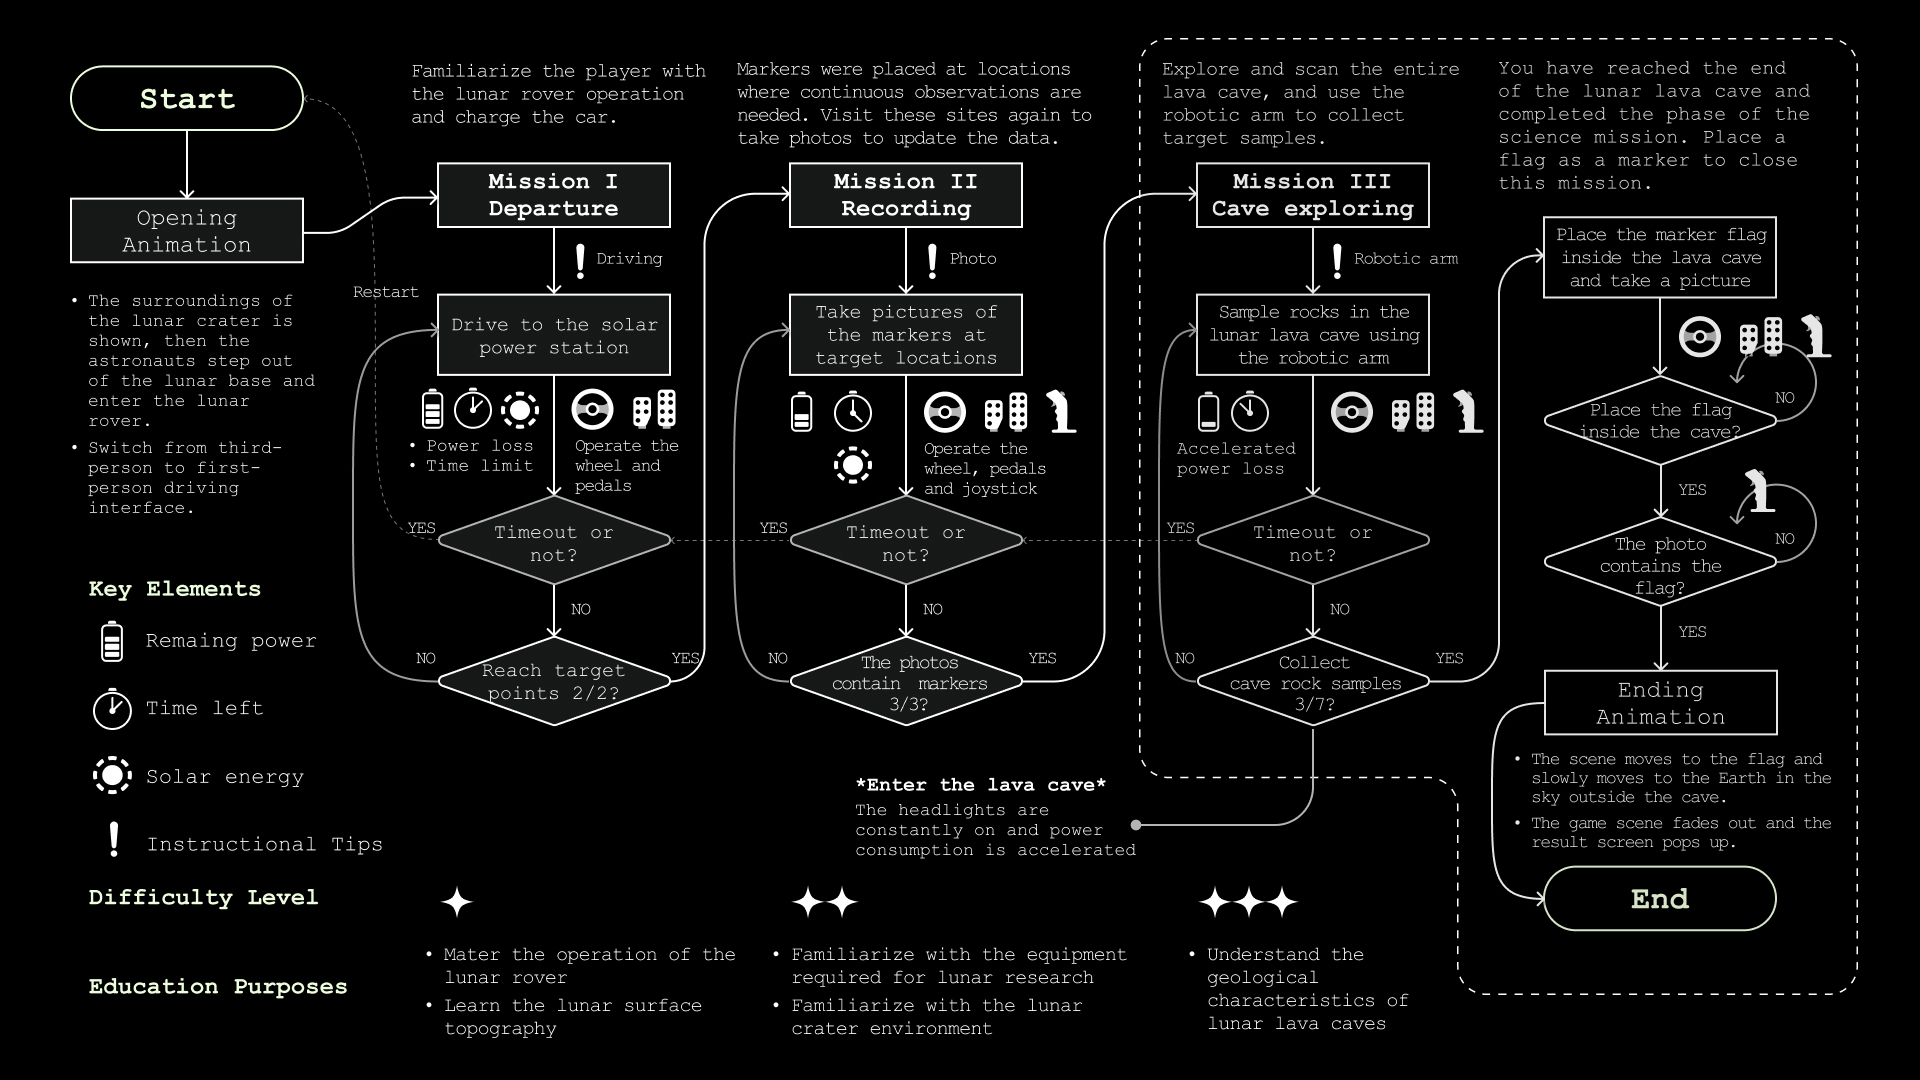 Start
Opening
Animation
• The surroundings of
the lunar crater is
shown, then the
astronauts step out
of the lunar base and
enter the lunar
rover.
• Switch from third-
person to first-
person driving
interface.
Restart
Familiarize the player with
the lunar rover operation
and charge the car.
Mission I
Departure
Driving
Drive to the solar
power station
• Power loss
• Time limit
Operate the
wheel and
pedals
YES
Timeout or
not?
NO
NO
Reach target
points 2/2?
YES
Markers were placed at locations
where continuous observations are
needed. Visit these sites again to
take photos to update the data.
Mission II
Recording
Photo
Take pictures of
the markers at
target locations
Operate the
wheel, pedals
and joystick
YES
Timeout or
not?
NO
NO
The photos
contain markers
3/3?
YES
Explore and scan the entire
lava cave, and use the
robotic arm to collect
target samples.
Mission III
Cave exploring
Robotic arm
Sample rocks in the
lunar lava cave using
the robotic arm
Accelerated
power loss
YES
Timeout or
not?
NO
NO
Collect
cave rock samples
3/7?
YES
*Enter the lava cave*
The headlights are
constantly on and power
consumption is accelerated
You have reached the end
of the lunar lava cave and
completed the phase of the
science mission. Place a
flag as a marker to close
this mission.
Place the marker flag
inside the lava cave
and take a picture
NO
Place the flag
inside the cave?
YES
NO
The photo
contains the
flag?
YES
Ending
Animation
• The scene moves to the flag and
slowly moves to the Earth in the
sky outside the cave.
• The game scene fades out and the
result screen pops up.
End
Key Elements
Remaing power
Time left
Solar energy
Instructional Tips
Difficulty Level
Education Purposes
• Mater the operation of the
lunar rover
• Learn the lunar surface
topography
• Familiarize with the equipment
required for lunar research
• Familiarize with the lunar
crater environment
• Understand the
geological
characteristics of
lunar lava caves